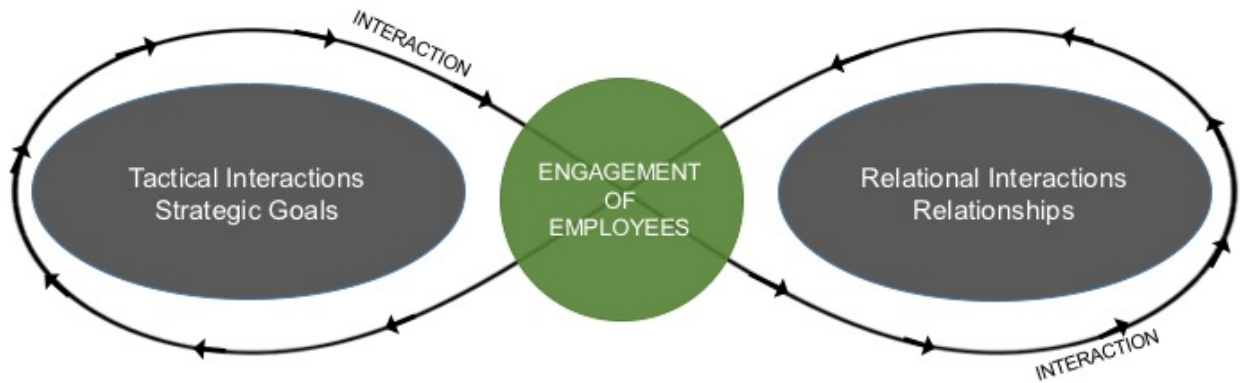 INTERACTION
Tactical Interactions
Strategic Goals
ENGAGEMENT
OF
EMPLOYEES
Relational Interactions
Relationships
INTERACTION